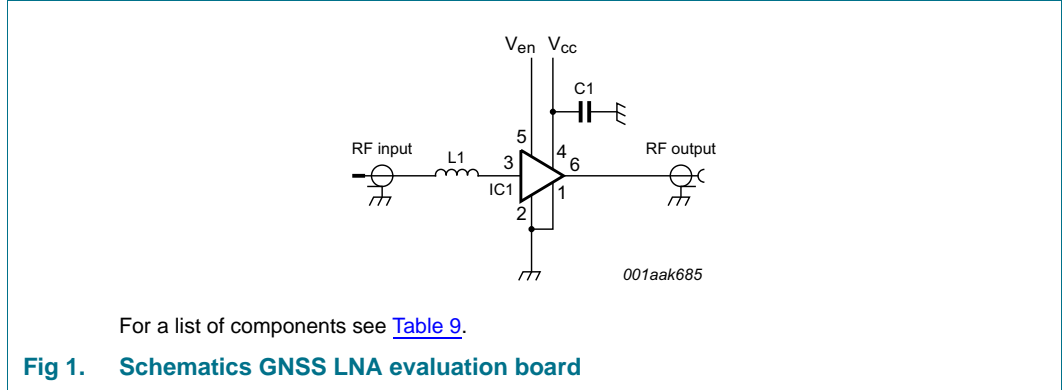 Ven Vcc
C1
5
4
RF input
L1
3
6
RF output
IC1
1
2
001aak685
For a list of components see Table 9.
Fig 1. Schematics GNSS LNA evaluation board